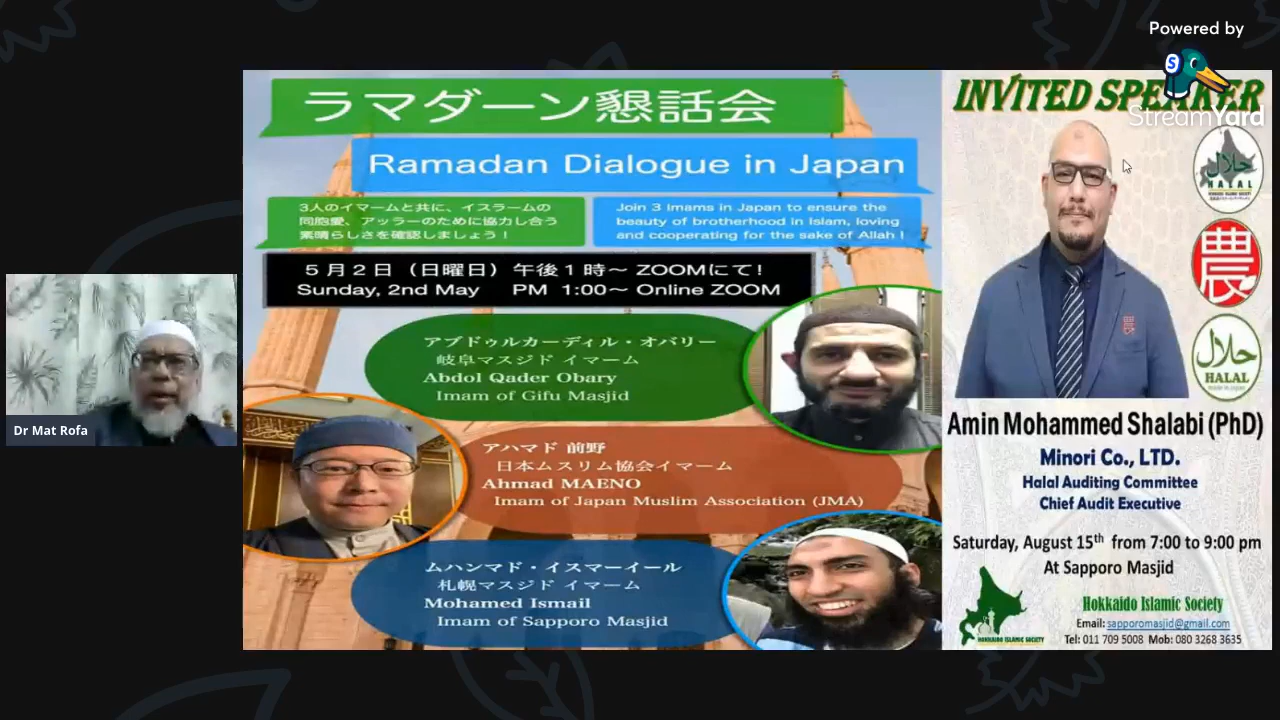 Powered by
StreamYard
ラマダーン懇話会
Ramadan Dialogue in Japan
3人のイマームと共に、イスラームの
同胞愛、アッラーのために協力し合う
素晴らしさを確認しましょう！
Join 3 Imams in Japan to ensure the
beauty of brotherhood in Islam, loving
and cooperating for the sake of Allah !
5月2日（日曜日）午後1時〜 ZOOMにて!
Sunday, 2nd May PM 1:00〜 Online ZOOM
アブドゥルカーディル・オバリー
岐阜マスジド イマーム
Abdol Qader Obary
Imam of Gifu Masjid
アハマド 前野
日本ムスリム協会イマーム
Ahmad MAENO
Imam of Japan Muslim Association (JMA)
ムハンマド・イスマーイール
札幌マスジド イマーム
Mohamed Ismail
Imam of Sapporo Masjid
INVITED SPEAKER
حلال
HALAL
農
حلال
HALAL
Amin Mohammed Shalabi (PhD)
Minori Co., LTD.
Halal Auditing Committee
Chief Audit Executive
Saturday, August 15th from 7:00 to 9:00 pm
At Sapporo Masjid
Hokkaido Islamic Society
Email: sapporomasjid@gmail.com
Tel: 011 709 5008 Mob: 080 3268 3635
HOKKAIDO ISLAMIC SOCIETY
Dr Mat Rofa